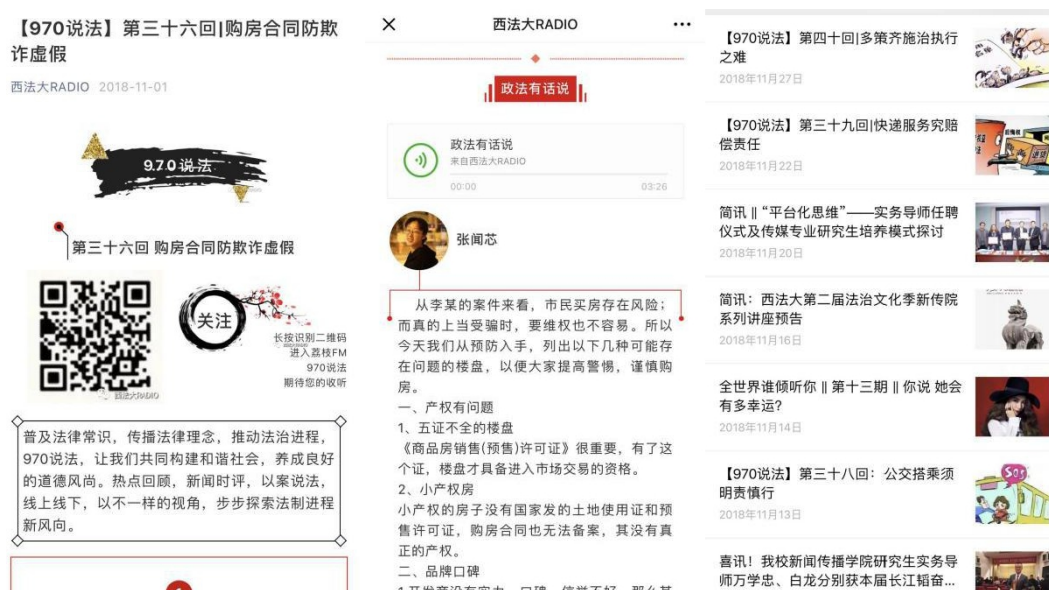 【970说法】第三十六回|购房合同防欺
诈虚假
西法大RADIO 2018-11-01
9.7.0 说法
第三十六回 购房合同防欺诈虚假
关注
长按识别二维码
进入荔枝FM
970说法
期待您的收听
西法大RADIO
普及法律常识，传播法律理念，推动法治进程，
970说法，让我们共同构建和谐社会，养成良好
的道德风尚。热点回顾，新闻时评，以案说法，
线上线下，以不一样的视角，步步探索法制进程
新风向。
西法大RADIO
政法有话说
政法有话说
来自西法大RADIO
00:00 03:26
张闻芯
从李某的案件来看，市民买房存在风险；
而真的上当受骗时，要维权也不容易。所以
今天我们从预防入手，列出以下几种可能存
在问题的楼盘，以便大家提高警惕，谨慎购
房。
一、产权有问题
1、五证不全的楼盘
《商品房销售(预售)许可证》很重要，有了这
个证，楼盘才具备进入市场交易的资格。
2、小产权房
小产权的房子没有国家发的土地使用证和预
售许可证，购房合同也无法备案，其没有真
正的产权。
二、品牌口碑
【970说法】第四十回|多策齐施治执行
之难
2018年11月27日
【970说法】第三十九回|快递服务究赔
偿责任
2018年11月22日
简讯 ‖ “平台化思维”——实务导师任聘
仪式及传媒专业研究生培养模式探讨
2018年11月20日
简讯：西法大第二届法治文化季新传院
系列讲座预告
2018年11月16日
全世界谁倾听你 ‖ 第十三期 ‖ 你说 她会
有多幸运?
2018年11月14日
【970说法】第三十八回：公交搭乘须
明责慎行
2018年11月13日
SOS
喜讯！我校新闻传播学院研究生实务导
师万学忠、白龙分别获本届长江韬奋...